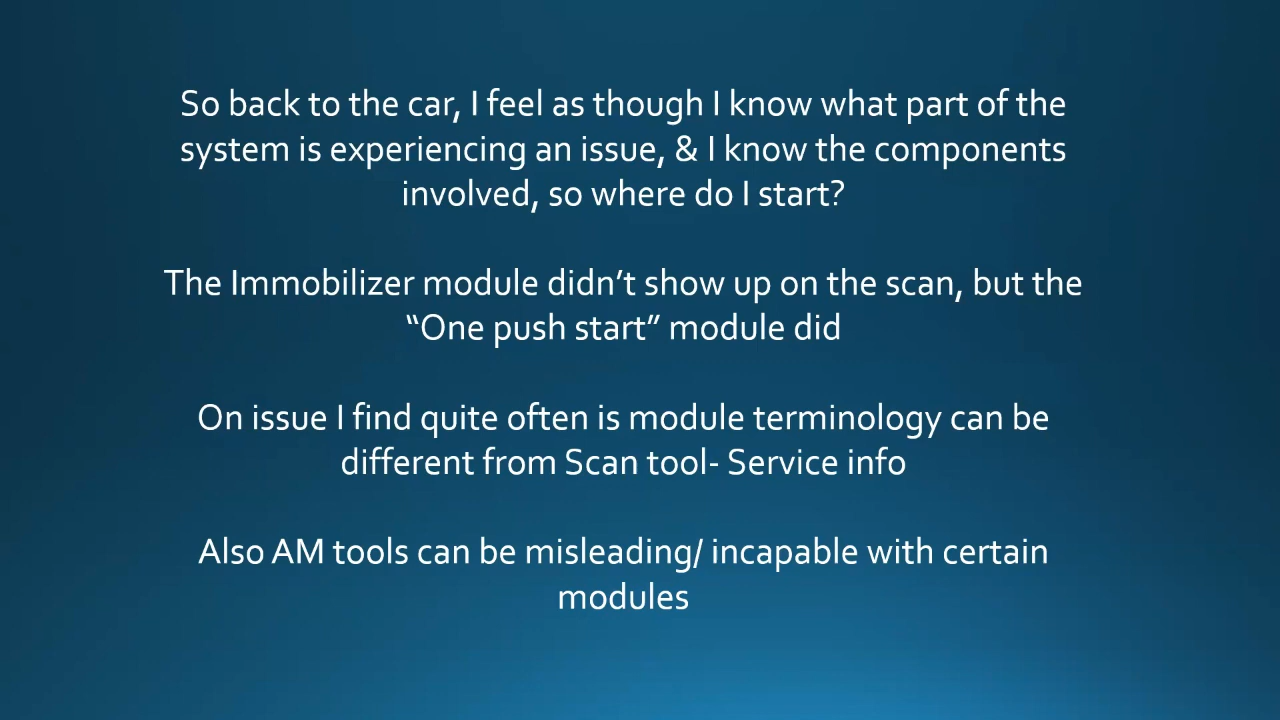 So back to the car, I feel as though I know what part of the
system is experiencing an issue, & I know the components
involved, so where do I start?
The Immobilizer module didn’t show up on the scan, but the
“One push start” module did
On issue I find quite often is module terminology can be
different from Scan tool- Service info
Also AM tools can be misleading/ incapable with certain
modules